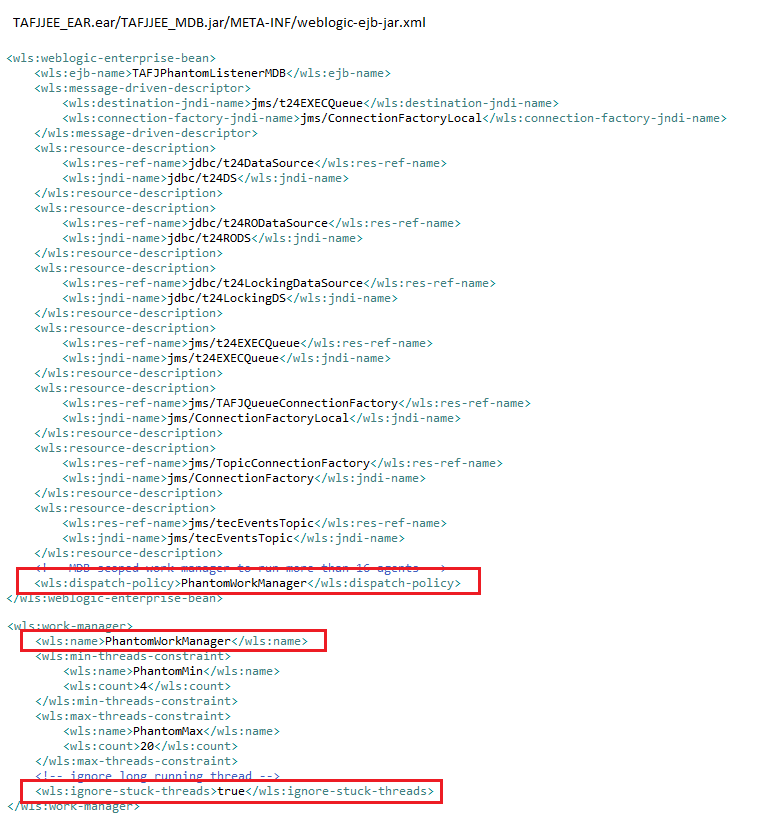 TAFJJEE_EAR.ear/TAFJJEE_MDB.jar/META-INF/weblogic-ejb-jar.xml
<wls:weblogic-enterprise-bean>
<wls:ejb-name>TAFJPhantomListenerMDB</wls:ejb-name>
<wls:message-driven-descriptor>
<wls:destination-jndi-name>jms/t24EXECQueue</wls:destination-jndi-name>
<wls:connection-factory-jndi-name>jms/ConnectionFactoryLocal</wls:connection-factory-jndi-name>
</wls:message-driven-descriptor>
<wls:resource-description>
<wls:res-ref-name>jdbc/t24DataSource</wls:res-ref-name>
<wls:jndi-name>jdbc/t24DS</wls:jndi-name>
</wls:resource-description>
<wls:resource-description>
<wls:res-ref-name>jdbc/t24RODataSource</wls:res-ref-name>
<wls:jndi-name>jdbc/t24RODS</wls:jndi-name>
</wls:resource-description>
<wls:resource-description>
<wls:res-ref-name>jdbc/t24LockingDataSource</wls:res-ref-name>
<wls:jndi-name>jdbc/t24LockingDS</wls:jndi-name>
</wls:resource-description>
<wls:resource-description>
<wls:res-ref-name>jms/t24EXECQueue</wls:res-ref-name>
<wls:jndi-name>jms/t24EXECQueue</wls:jndi-name>
</wls:resource-description>
<wls:resource-description>
<wls:res-ref-name>jms/TAFJQueueConnectionFactory</wls:res-ref-name>
<wls:jndi-name>jms/ConnectionFactoryLocal</wls:jndi-name>
</wls:resource-description>
<wls:resource-description>
<wls:res-ref-name>jms/TopicConnectionFactory</wls:res-ref-name>
<wls:jndi-name>jms/ConnectionFactory</wls:jndi-name>
</wls:resource-description>
<wls:resource-description>
<wls:res-ref-name>jms/tecEventsTopic</wls:res-ref-name>
<wls:jndi-name>jms/tecEventsTopic</wls:jndi-name>
</wls:resource-description>
<!-- MDB scoped work manager to run more than 16 agents -->
<wls:dispatch-policy>PhantomWorkManager</wls:dispatch-policy>
</wls:weblogic-enterprise-bean>
<wls:work-manager>
<wls:name>PhantomWorkManager</wls:name>
<wls:min-threads-constraint>
<wls:name>PhantomMin</wls:name>
<wls:count>4</wls:count>
</wls:min-threads-constraint>
<wls:max-threads-constraint>
<wls:name>PhantomMax</wls:name>
<wls:count>20</wls:count>
</wls:max-threads-constraint>
<!-- ignore long running thread -->
<wls:ignore-stuck-threads>true</wls:ignore-stuck-threads>
</wls:work-manager>